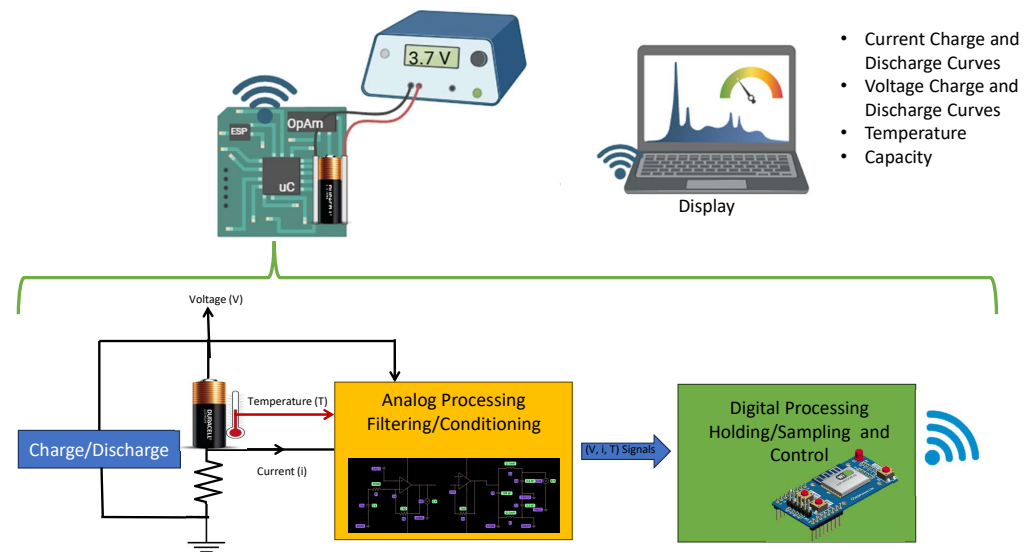 3.7 V
ESP
OpAm
uC
Display
• Current Charge and
Discharge Curves
• Voltage Charge and
Discharge Curves
• Temperature
• Capacity
Voltage (V)
Charge/Discharge
DURACELL
Temperature (T)
Current (i)
Analog Processing
Filtering/Conditioning
(V, i, T) Signals
Digital Processing
Holding/Sampling and
Control